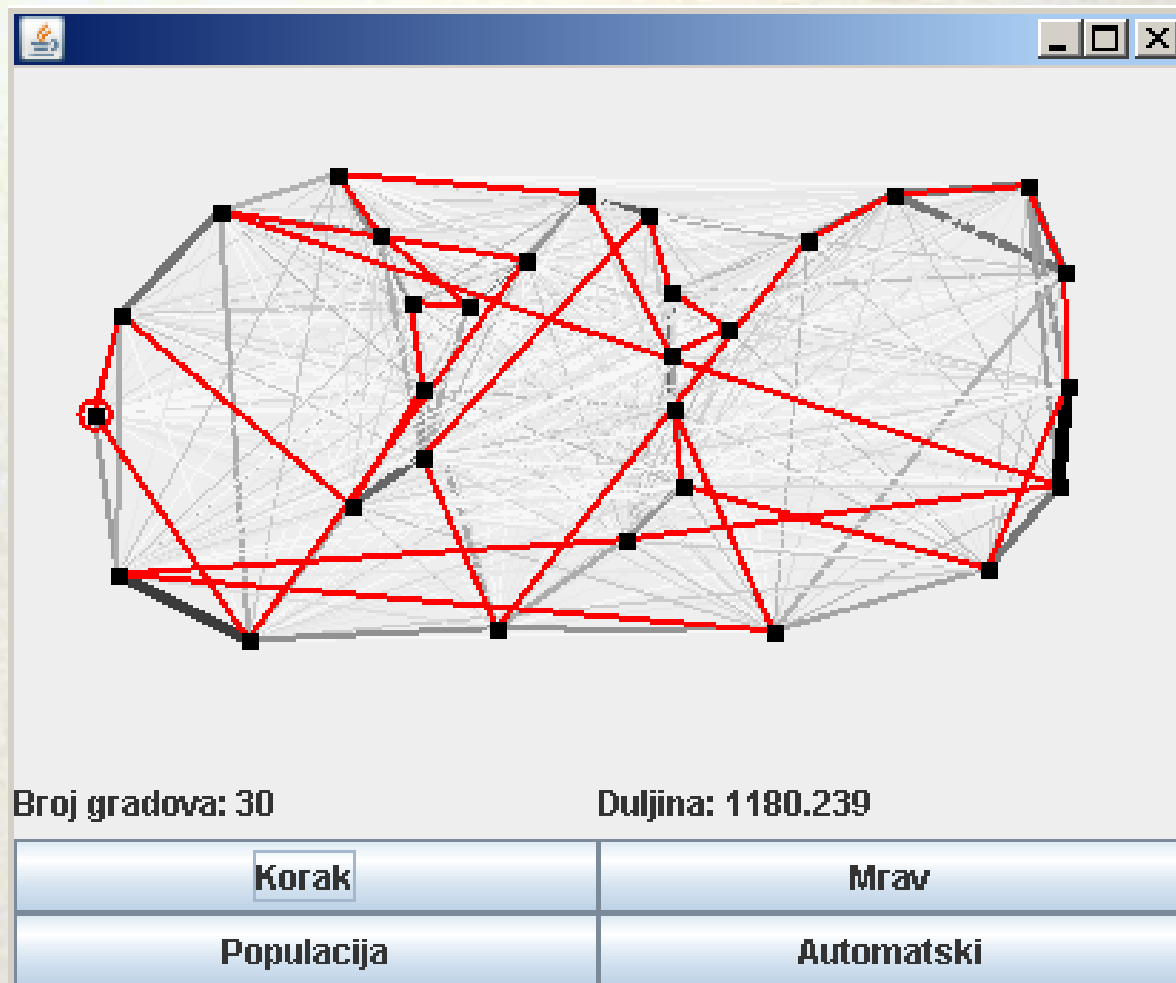 Broj gradova: 30
Duljina: 1180.239
Korak
Mrav
Populacija
Automatski